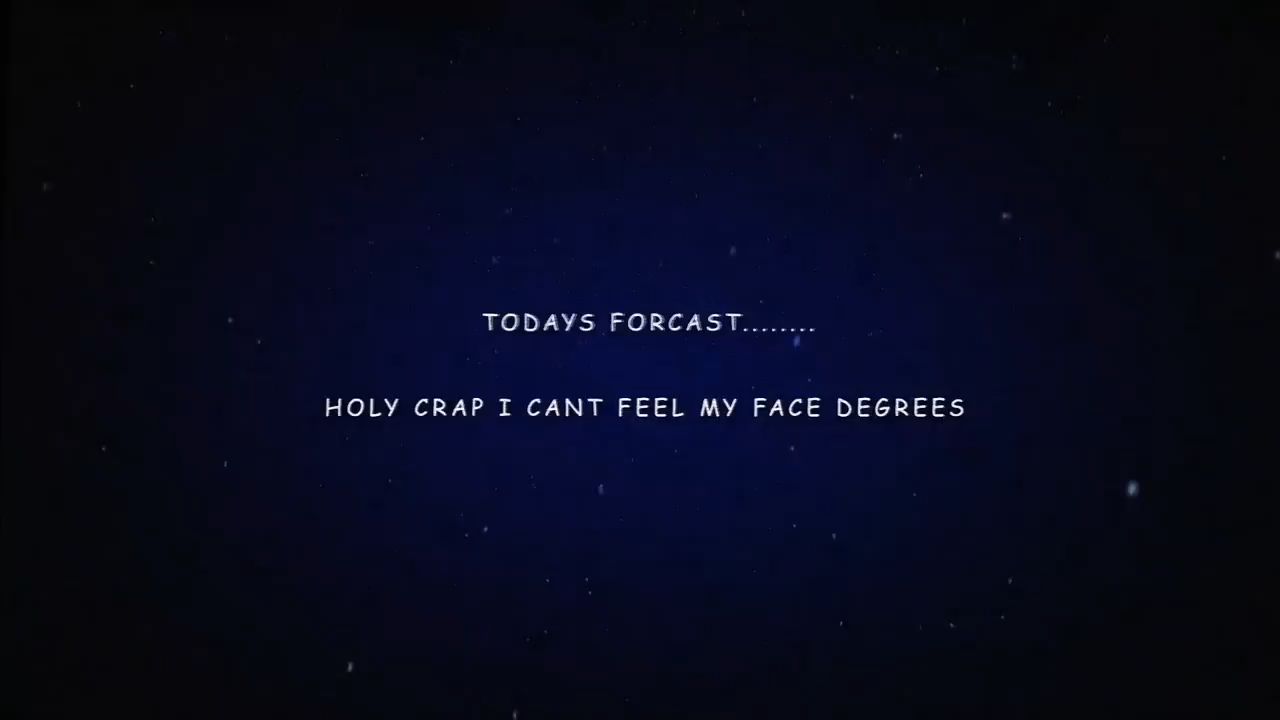 TODAYS FORCAST........
HOLY CRAP I CANT FEEL MY FACE DEGREES